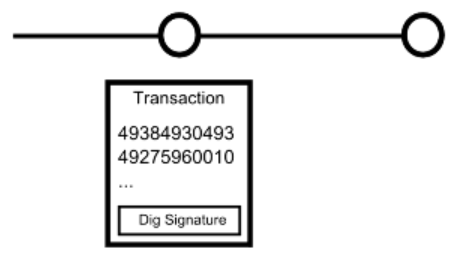 Transaction
49384930493
49275960010
...
Dig Signature